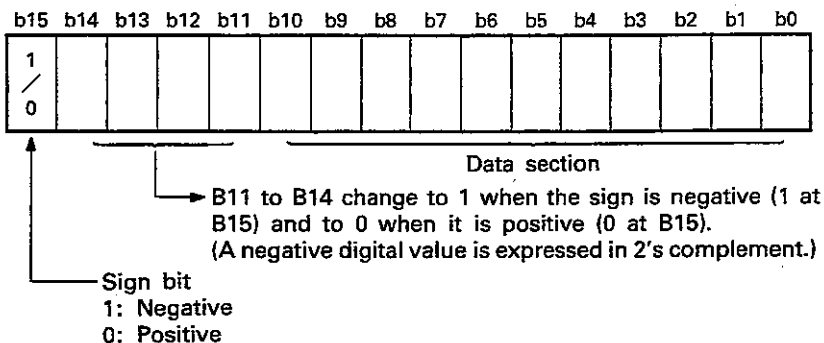 b15 b14 b13 b12 b11 b10 b9 b8 b7 b6 b5 b4 b3 b2 b1 b0
1
/
0
Data section
B11 to B14 change to 1 when the sign is negative (1 at
B15) and to 0 when it is positive (0 at B15).
(A negative digital value is expressed in 2's complement.)
Sign bit
1: Negative
0: Positive